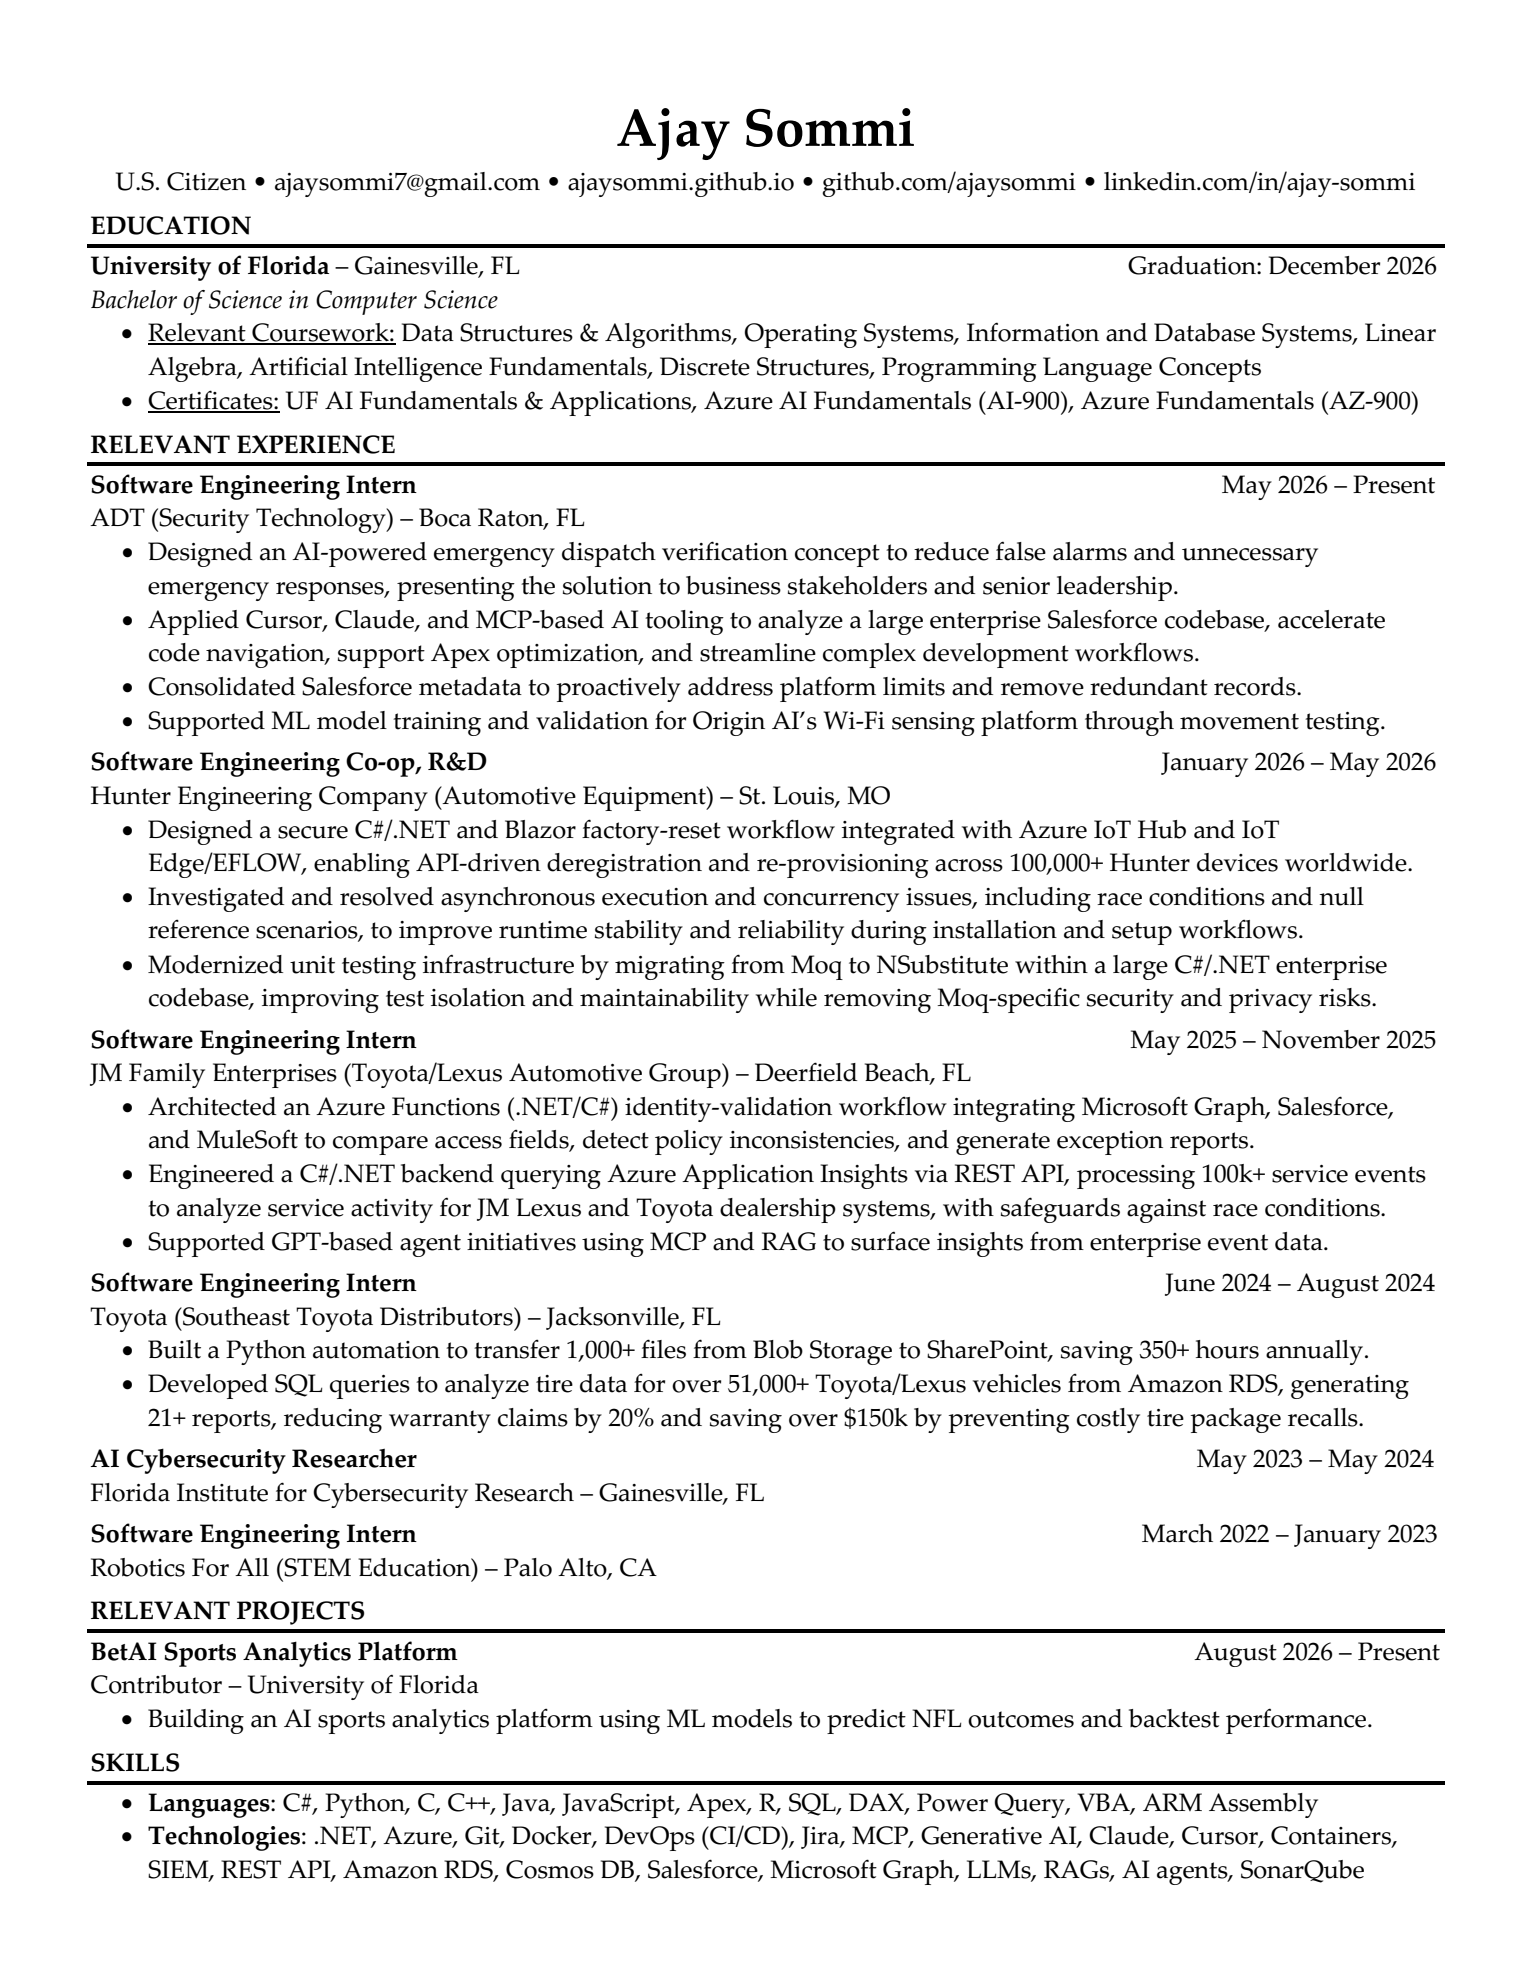 Ajay Sommi
U.S. Citizen • ajaysommi7@gmail.com • ajaysommi.github.io • github.com/ajaysommi • linkedin.com/in/ajay-sommi
EDUCATION
University of Florida – Gainesville, FL Graduation: December 2026
Bachelor of Science in Computer Science
• Relevant Coursework: Data Structures & Algorithms, Operating Systems, Information and Database Systems, Linear
Algebra, Artificial Intelligence Fundamentals, Discrete Structures, Programming Language Concepts
• Certificates: UF AI Fundamentals & Applications, Azure AI Fundamentals (AI-900), Azure Fundamentals (AZ-900)
RELEVANT EXPERIENCE
Software Engineering Intern May 2026 – Present
ADT (Security Technology) – Boca Raton, FL
• Designed an AI-powered emergency dispatch verification concept to reduce false alarms and unnecessary
emergency responses, presenting the solution to business stakeholders and senior leadership.
• Applied Cursor, Claude, and MCP-based AI tooling to analyze a large enterprise Salesforce codebase, accelerate
code navigation, support Apex optimization, and streamline complex development workflows.
• Consolidated Salesforce metadata to proactively address platform limits and remove redundant records.
• Supported ML model training and validation for Origin AI’s Wi-Fi sensing platform through movement testing.
Software Engineering Co-op, R&D January 2026 – May 2026
Hunter Engineering Company (Automotive Equipment) – St. Louis, MO
• Designed a secure C#/.NET and Blazor factory-reset workflow integrated with Azure IoT Hub and IoT
Edge/EFLOW, enabling API-driven deregistration and re-provisioning across 100,000+ Hunter devices worldwide.
• Investigated and resolved asynchronous execution and concurrency issues, including race conditions and null
reference scenarios, to improve runtime stability and reliability during installation and setup workflows.
• Modernized unit testing infrastructure by migrating from Moq to NSubstitute within a large C#/.NET enterprise
codebase, improving test isolation and maintainability while removing Moq-specific security and privacy risks.
Software Engineering Intern May 2025 – November 2025
JM Family Enterprises (Toyota/Lexus Automotive Group) – Deerfield Beach, FL
• Architected an Azure Functions (.NET/C#) identity-validation workflow integrating Microsoft Graph, Salesforce,
and MuleSoft to compare access fields, detect policy inconsistencies, and generate exception reports.
• Engineered a C#/.NET backend querying Azure Application Insights via REST API, processing 100k+ service events
to analyze service activity for JM Lexus and Toyota dealership systems, with safeguards against race conditions.
• Supported GPT-based agent initiatives using MCP and RAG to surface insights from enterprise event data.
Software Engineering Intern June 2024 – August 2024
Toyota (Southeast Toyota Distributors) – Jacksonville, FL
• Built a Python automation to transfer 1,000+ files from Blob Storage to SharePoint, saving 350+ hours annually.
• Developed SQL queries to analyze tire data for over 51,000+ Toyota/Lexus vehicles from Amazon RDS, generating
21+ reports, reducing warranty claims by 20% and saving over $150k by preventing costly tire package recalls.
AI Cybersecurity Researcher May 2023 – May 2024
Florida Institute for Cybersecurity Research – Gainesville, FL
Software Engineering Intern March 2022 – January 2023
Robotics For All (STEM Education) – Palo Alto, CA
RELEVANT PROJECTS
BetAI Sports Analytics Platform August 2026 – Present
Contributor – University of Florida
• Building an AI sports analytics platform using ML models to predict NFL outcomes and backtest performance.
SKILLS
• Languages: C#, Python, C, C++, Java, JavaScript, Apex, R, SQL, DAX, Power Query, VBA, ARM Assembly
• Technologies: .NET, Azure, Git, Docker, DevOps (CI/CD), Jira, MCP, Generative AI, Claude, Cursor, Containers,
SIEM, REST API, Amazon RDS, Cosmos DB, Salesforce, Microsoft Graph, LLMs, RAGs, AI agents, SonarQube